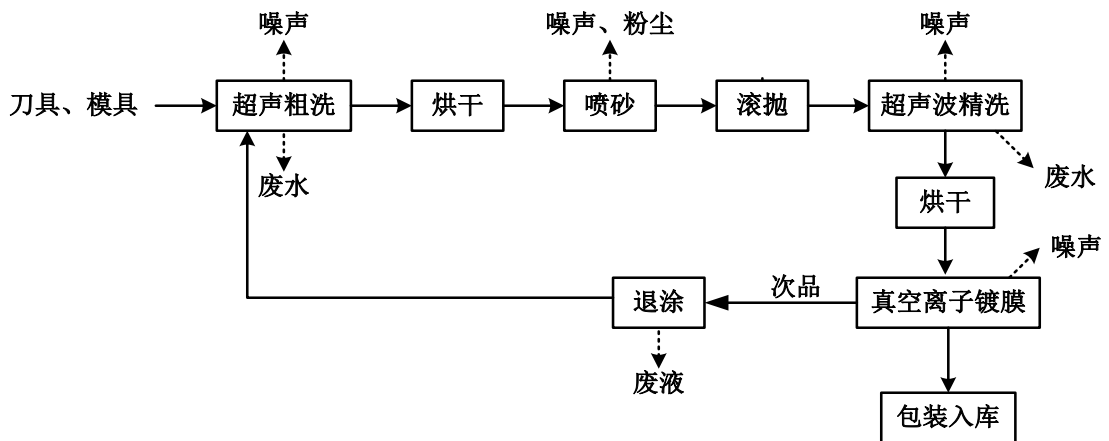 噪声
噪声、粉尘
噪声
刀具、模具
超声粗洗
烘干
喷砂
滚抛
超声波精洗
废水
废水
烘干
噪声
次品
退涂
真空离子镀膜
废液
包装入库